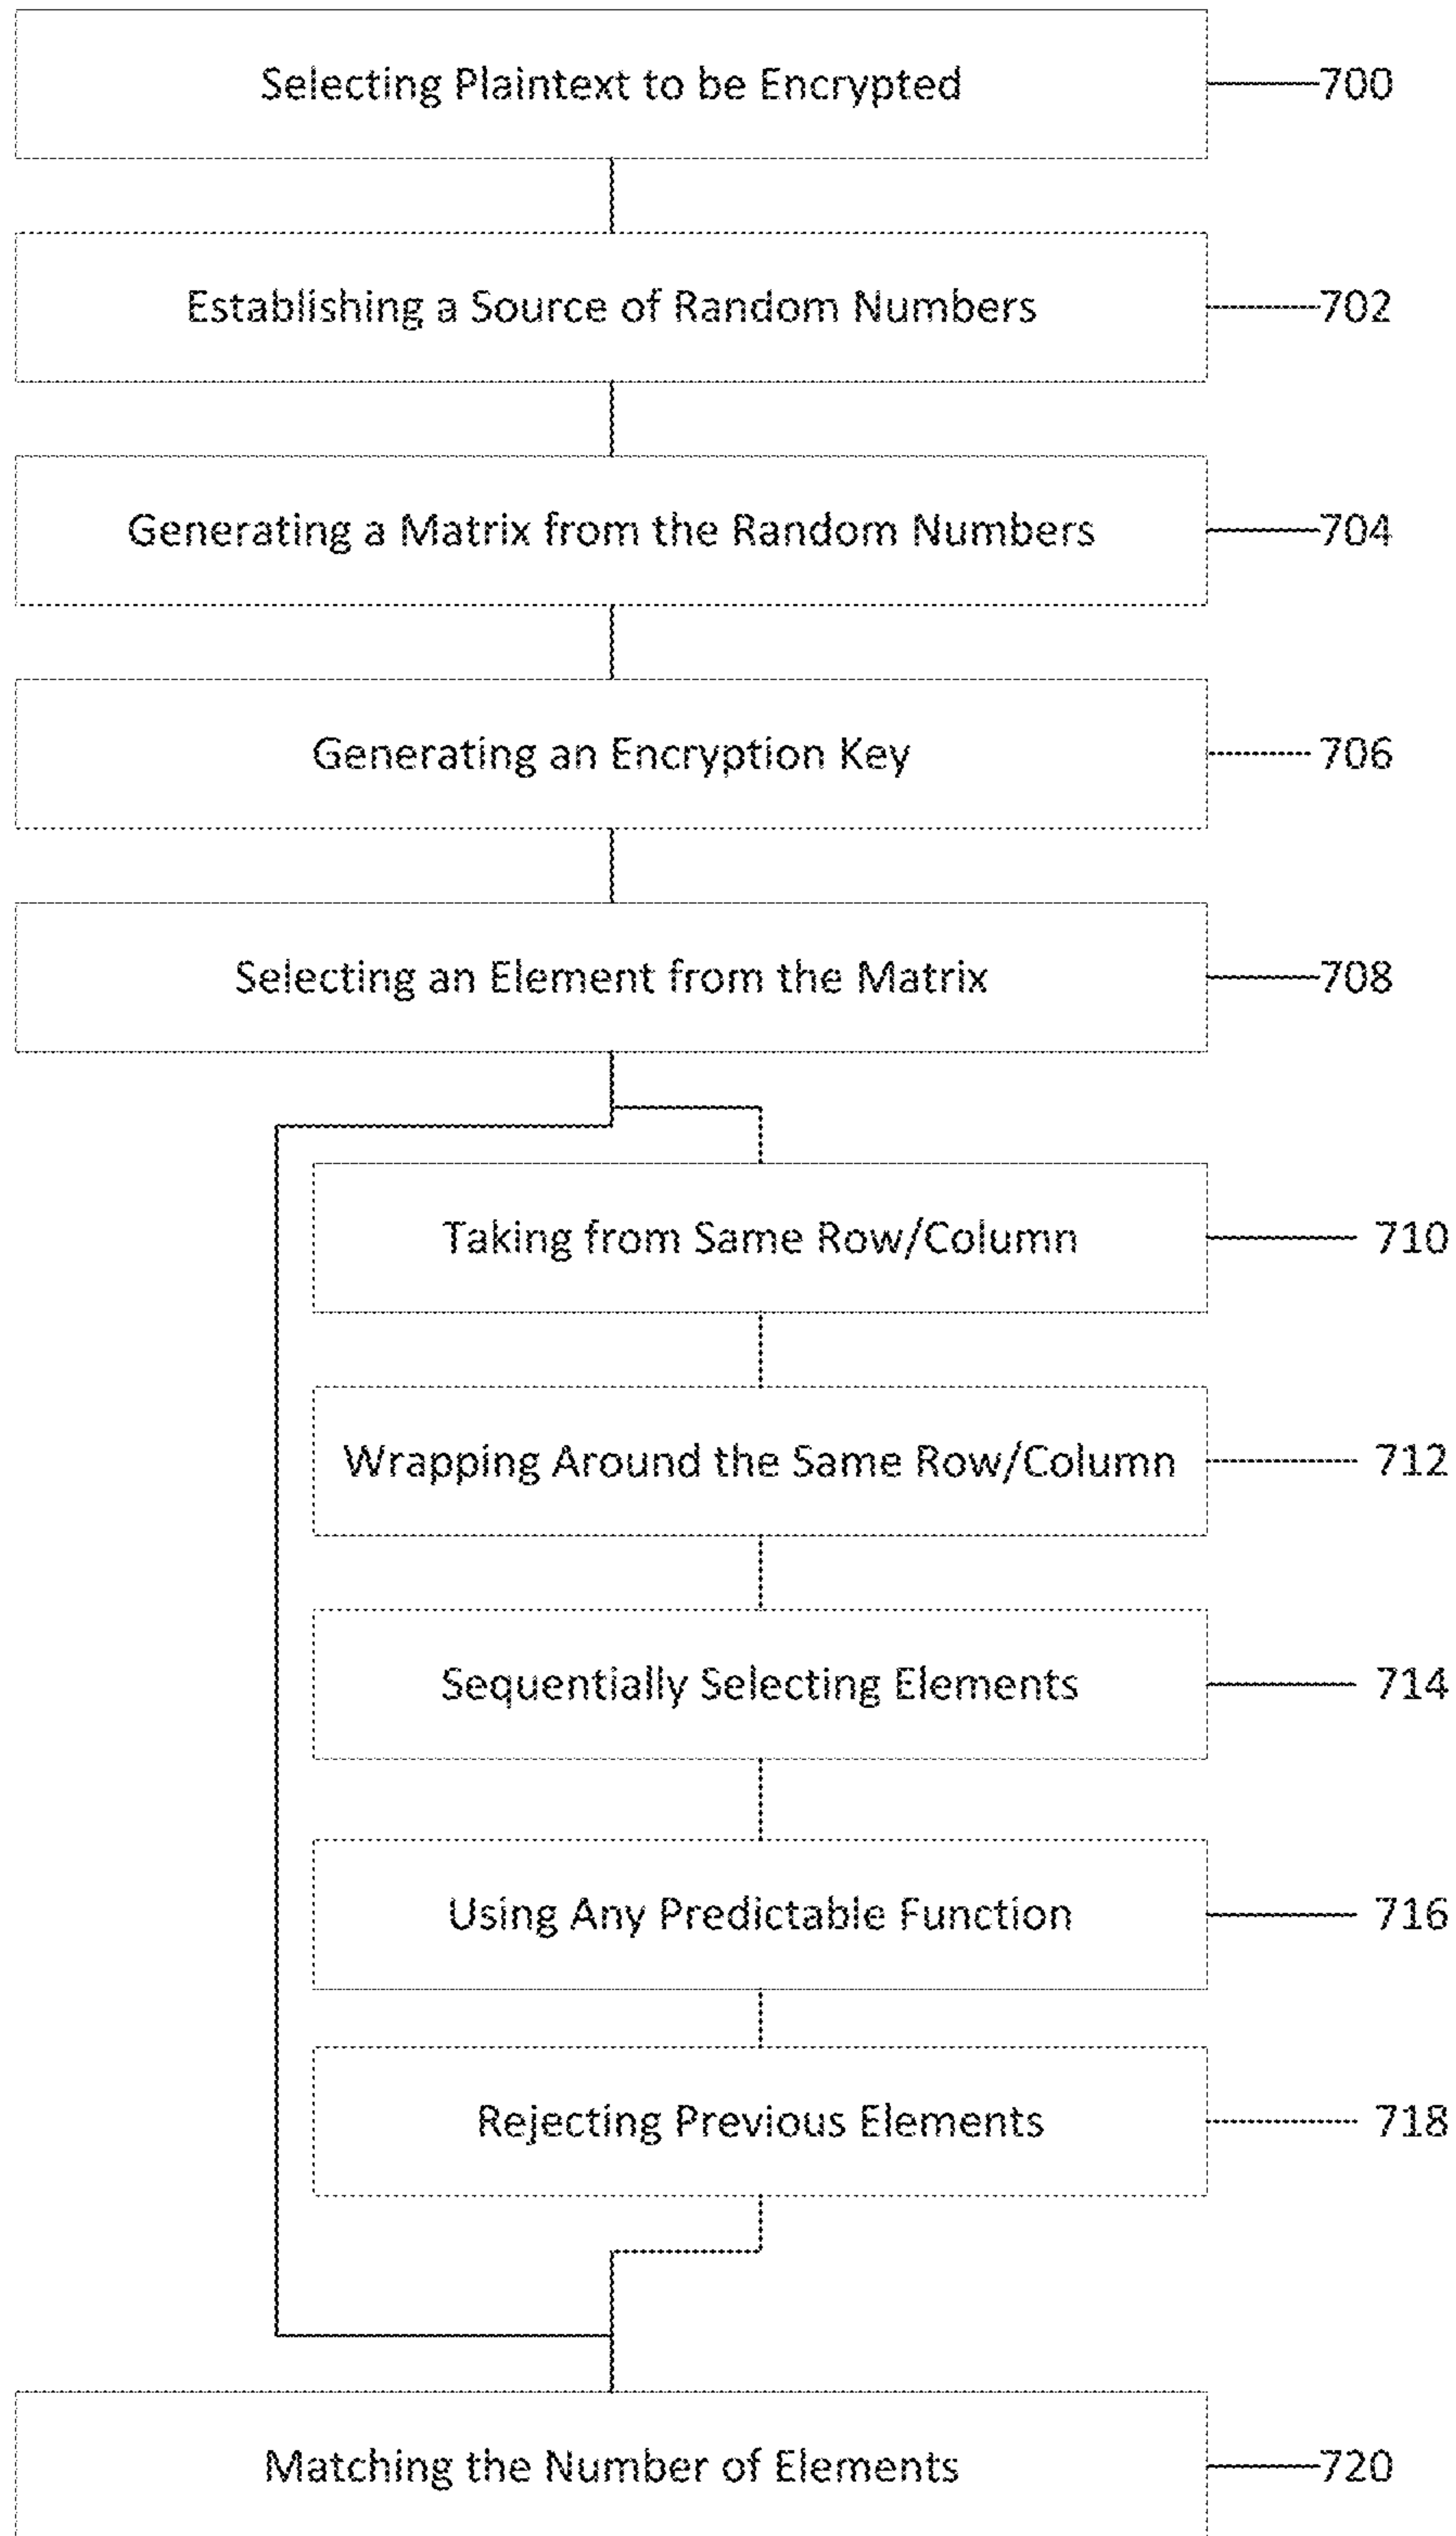 Selecting Plaintext to be Encrypted 700
Establishing a Source of Random Numbers 702
Generating a Matrix from the Random Numbers 704
Generating an Encryption Key 706
Selecting an Element from the Matrix 708
Taking from Same Row/Column 710
Wrapping Around the Same Row/Column 712
Sequentially Selecting Elements 714
Using Any Predictable Function 716
Rejecting Previous Elements 718
Matching the Number of Elements 720